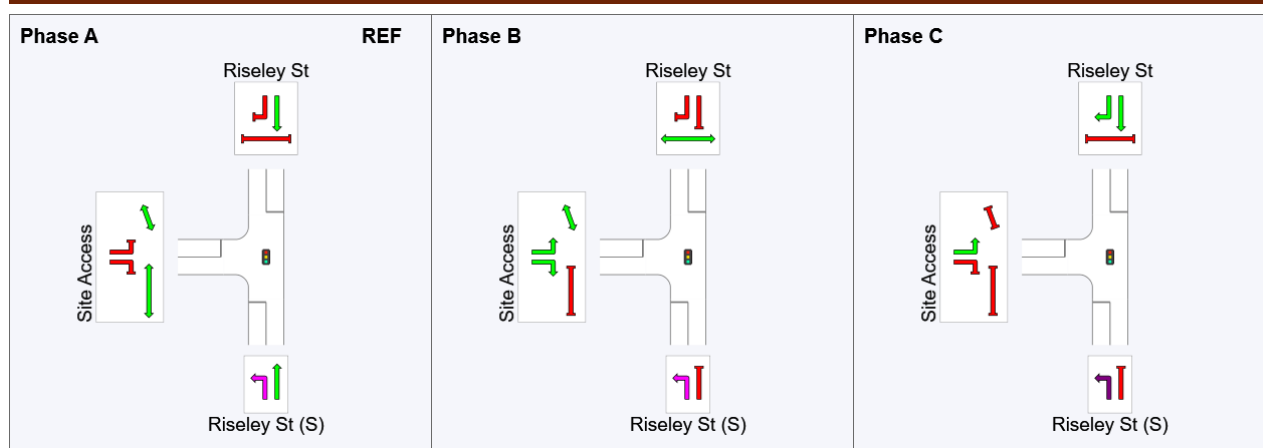 Phase A
REF
Riseley St
Site Access
Riseley St (S)
Phase B
Riseley St
Site Access
Riseley St (S)
Phase C
Riseley St
Site Access
Riseley St (S)